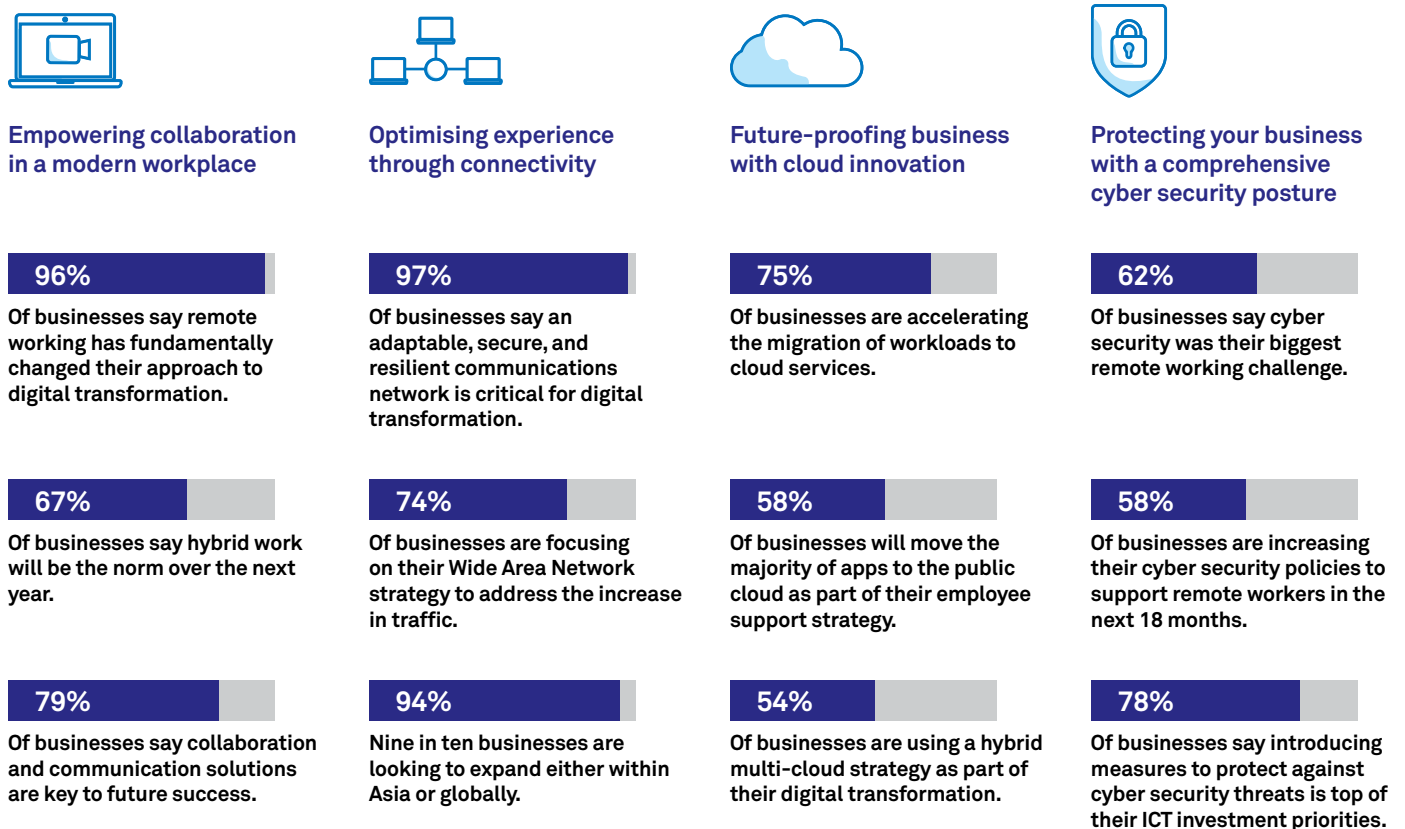 Empowering collaboration
in a modern workplace
96%
Of businesses say remote
working has fundamentally
changed their approach to
digital transformation.
67%
Of businesses say hybrid work
will be the norm over the next
year.
79%
Of businesses say collaboration
and communication solutions
are key to future success.
Optimising experience
through connectivity
97%
Of businesses say an
adaptable, secure, and
resilient communications
network is critical for digital
transformation.
74%
Of businesses are focusing
on their Wide Area Network
strategy to address the increase
in traffic.
94%
Nine in ten businesses are
looking to expand either within
Asia or globally.
Future-proofing business
with cloud innovation
75%
Of businesses are accelerating
the migration of workloads to
cloud services.
58%
Of businesses will move the
majority of apps to the public
cloud as part of their employee
support strategy.
54%
Of businesses are using a hybrid
multi-cloud strategy as part of
their digital transformation.
Protecting your business
with a comprehensive
cyber security posture
62%
Of businesses say cyber
security was their biggest
remote working challenge.
58%
Of businesses are increasing
their cyber security policies to
support remote workers in the
next 18 months.
78%
Of businesses say introducing
measures to protect against
cyber security threats is top of
their ICT investment priorities.